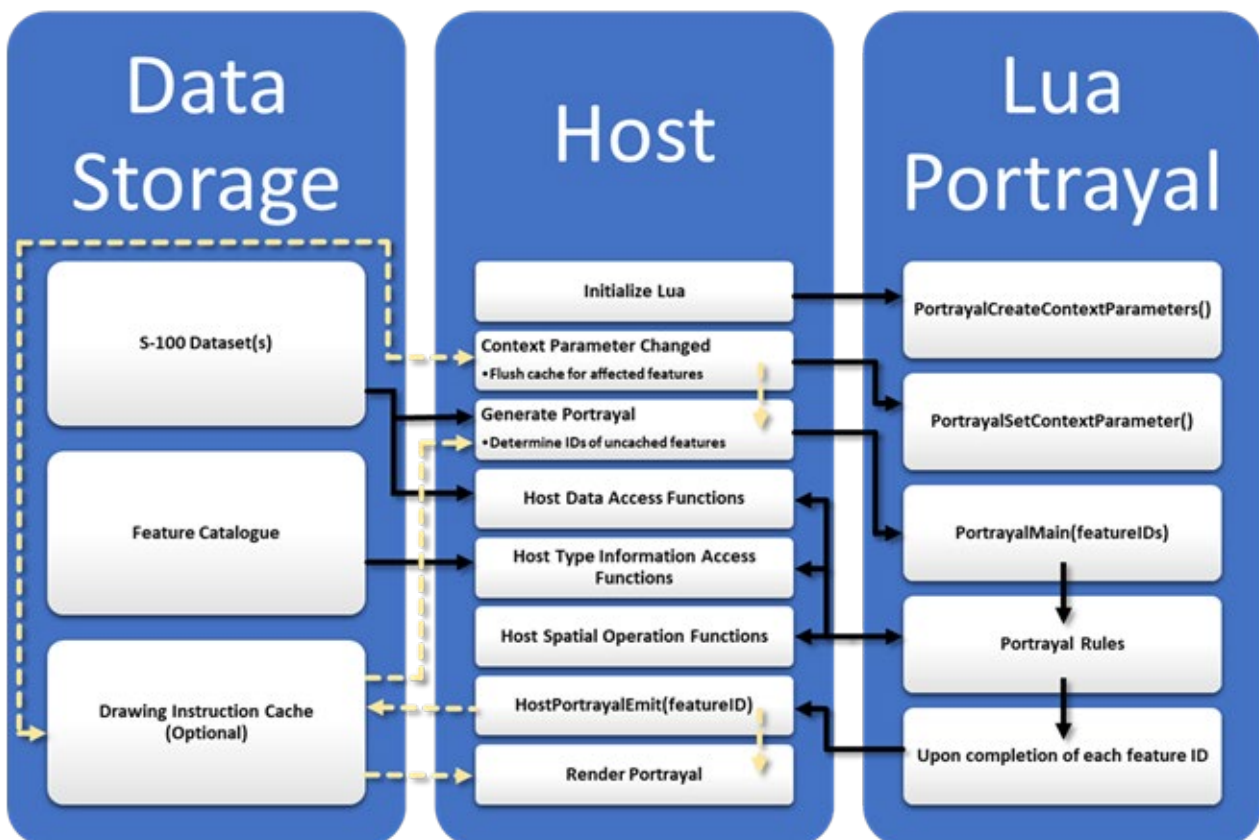 Data
Storage
S-100 Dataset(s)
Feature Catalogue
Drawing Instruction Cache
(Optional)
Host
Initialize Lua
Context Parameter Changed
•Flush cache for affected features
Generate Portrayal
•Determine IDs of uncached features
Host Data Access Functions
Host Type Information Access
Functions
Host Spatial Operation Functions
HostPortrayalEmit(featureID)
Render Portrayal
Lua
Portrayal
PortrayalCreateContextParameters()
PortrayalSetContextParameter()
PortrayalMain(featureIDs)
Portrayal Rules
Upon completion of each feature ID